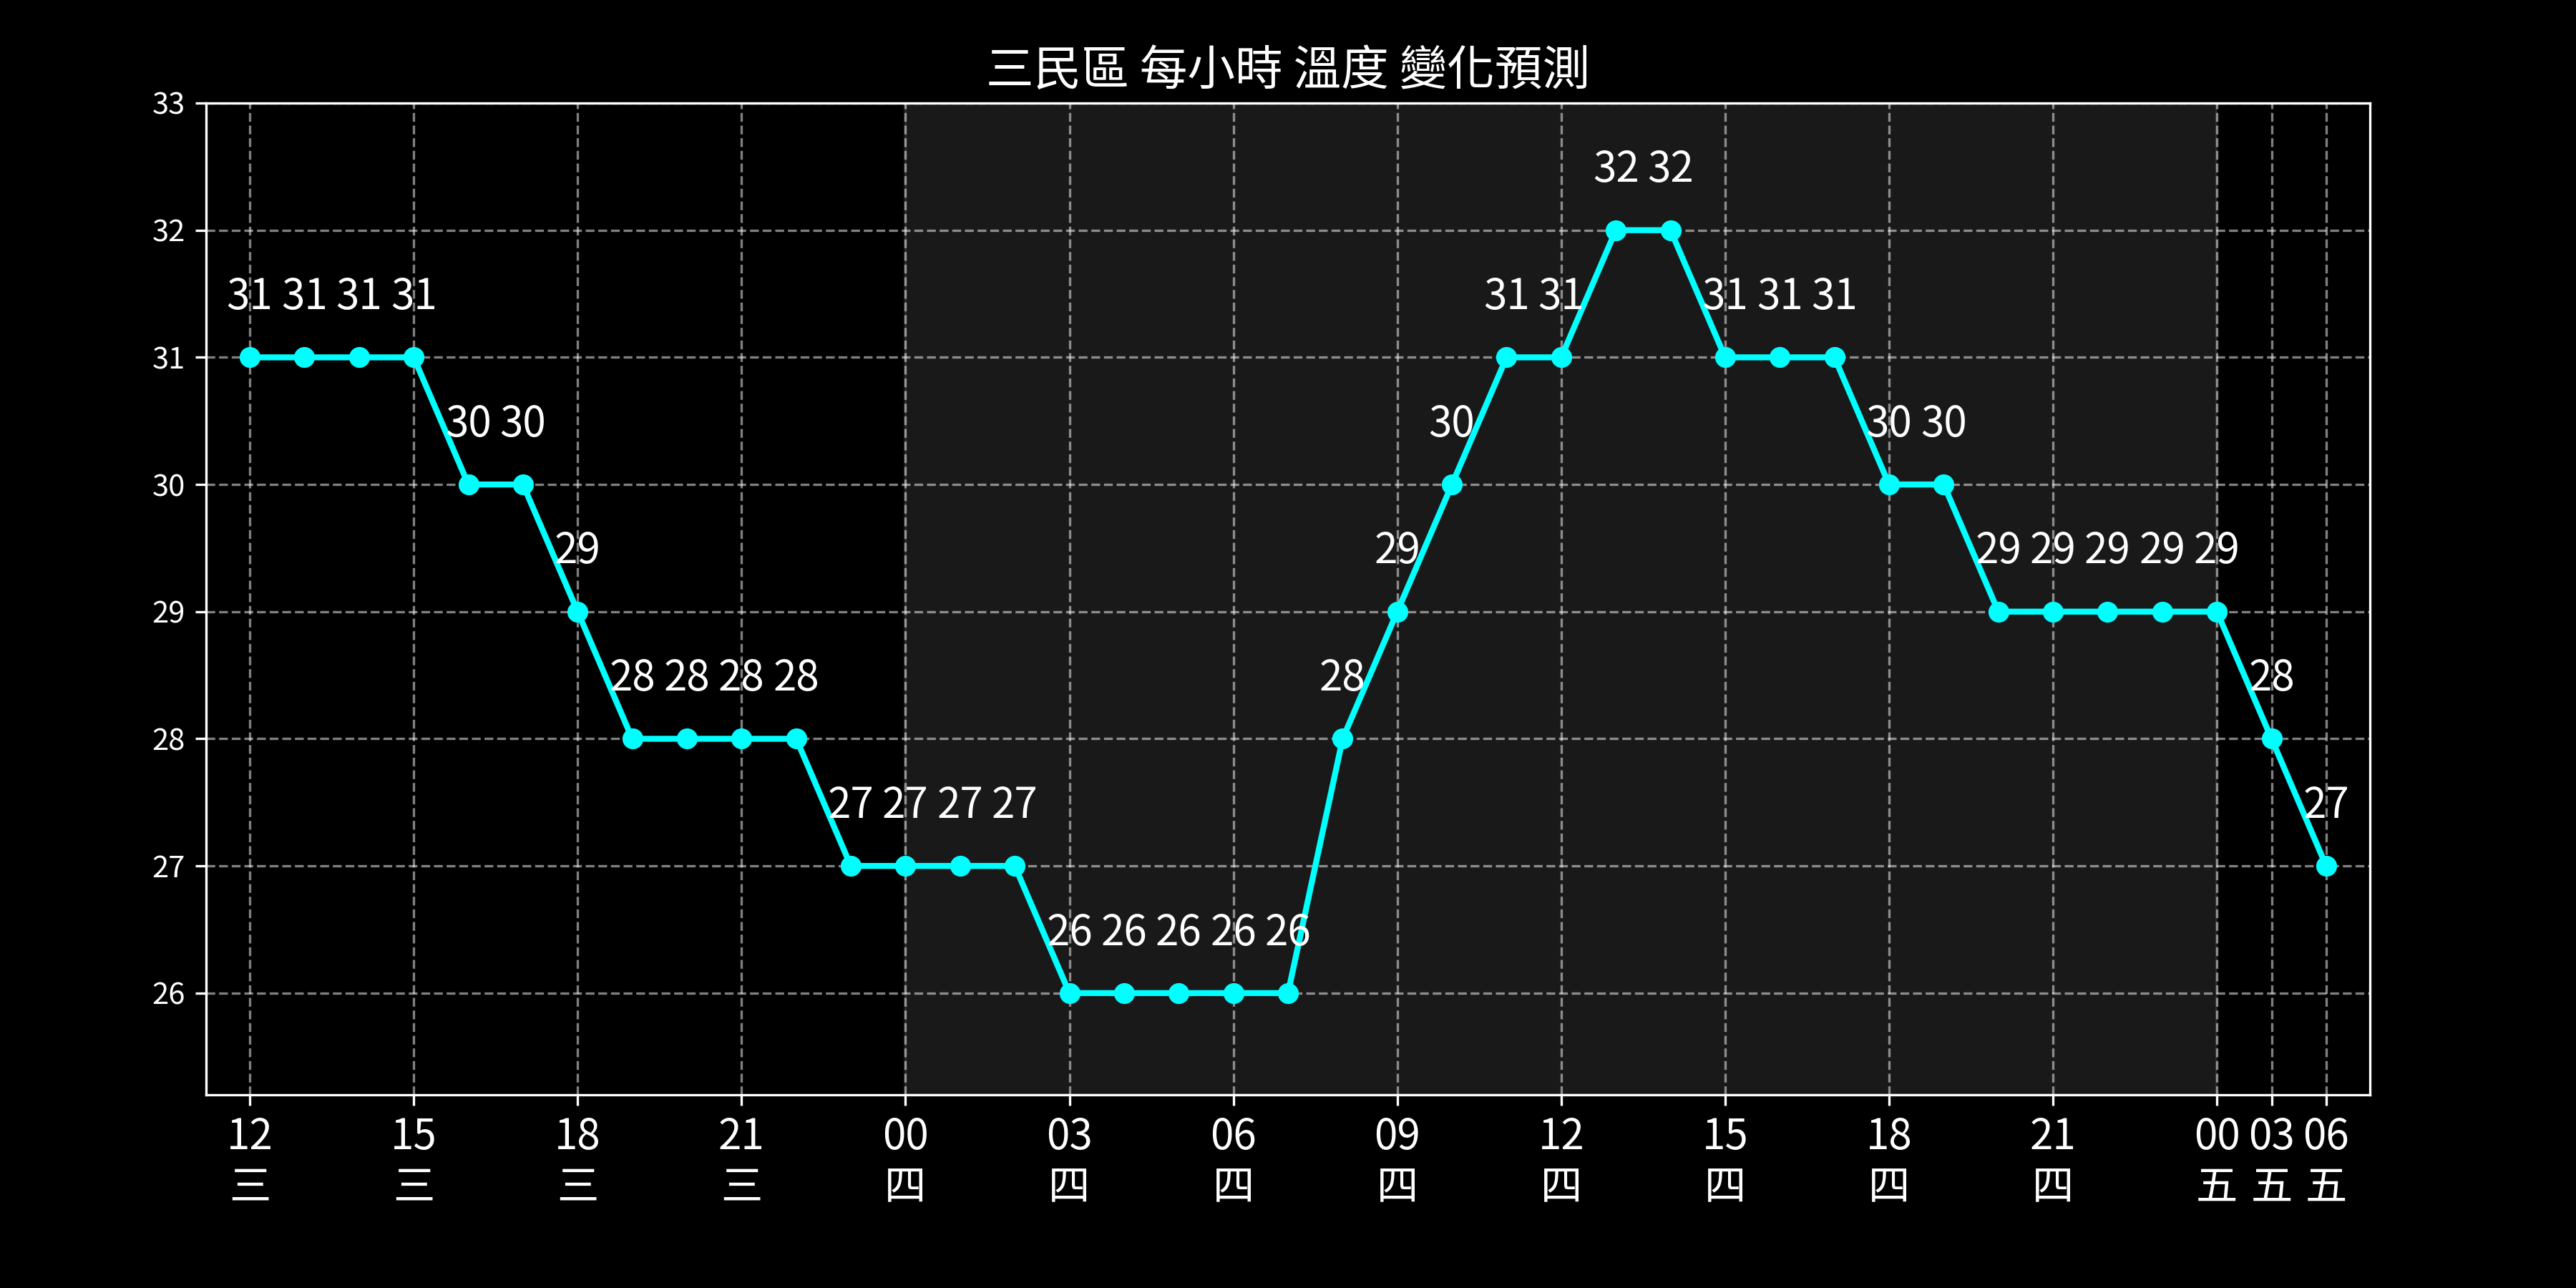 三民區 每小時 溫度 變化預測
33
32 32
32
31 31 31 31 31 31 31 31 31
31
30 30 30 30 30
30
29 29 29 29 29 29 29
29
28 28 28 28 28 28
28
27 27 27 27 27
27
26 26 26 26 26
26
12 15 18 21 00 03 06 09 12 15 18 21 00 03 06
三 三 三 三 四 四 四 四 四 四 四 四 五 五 五